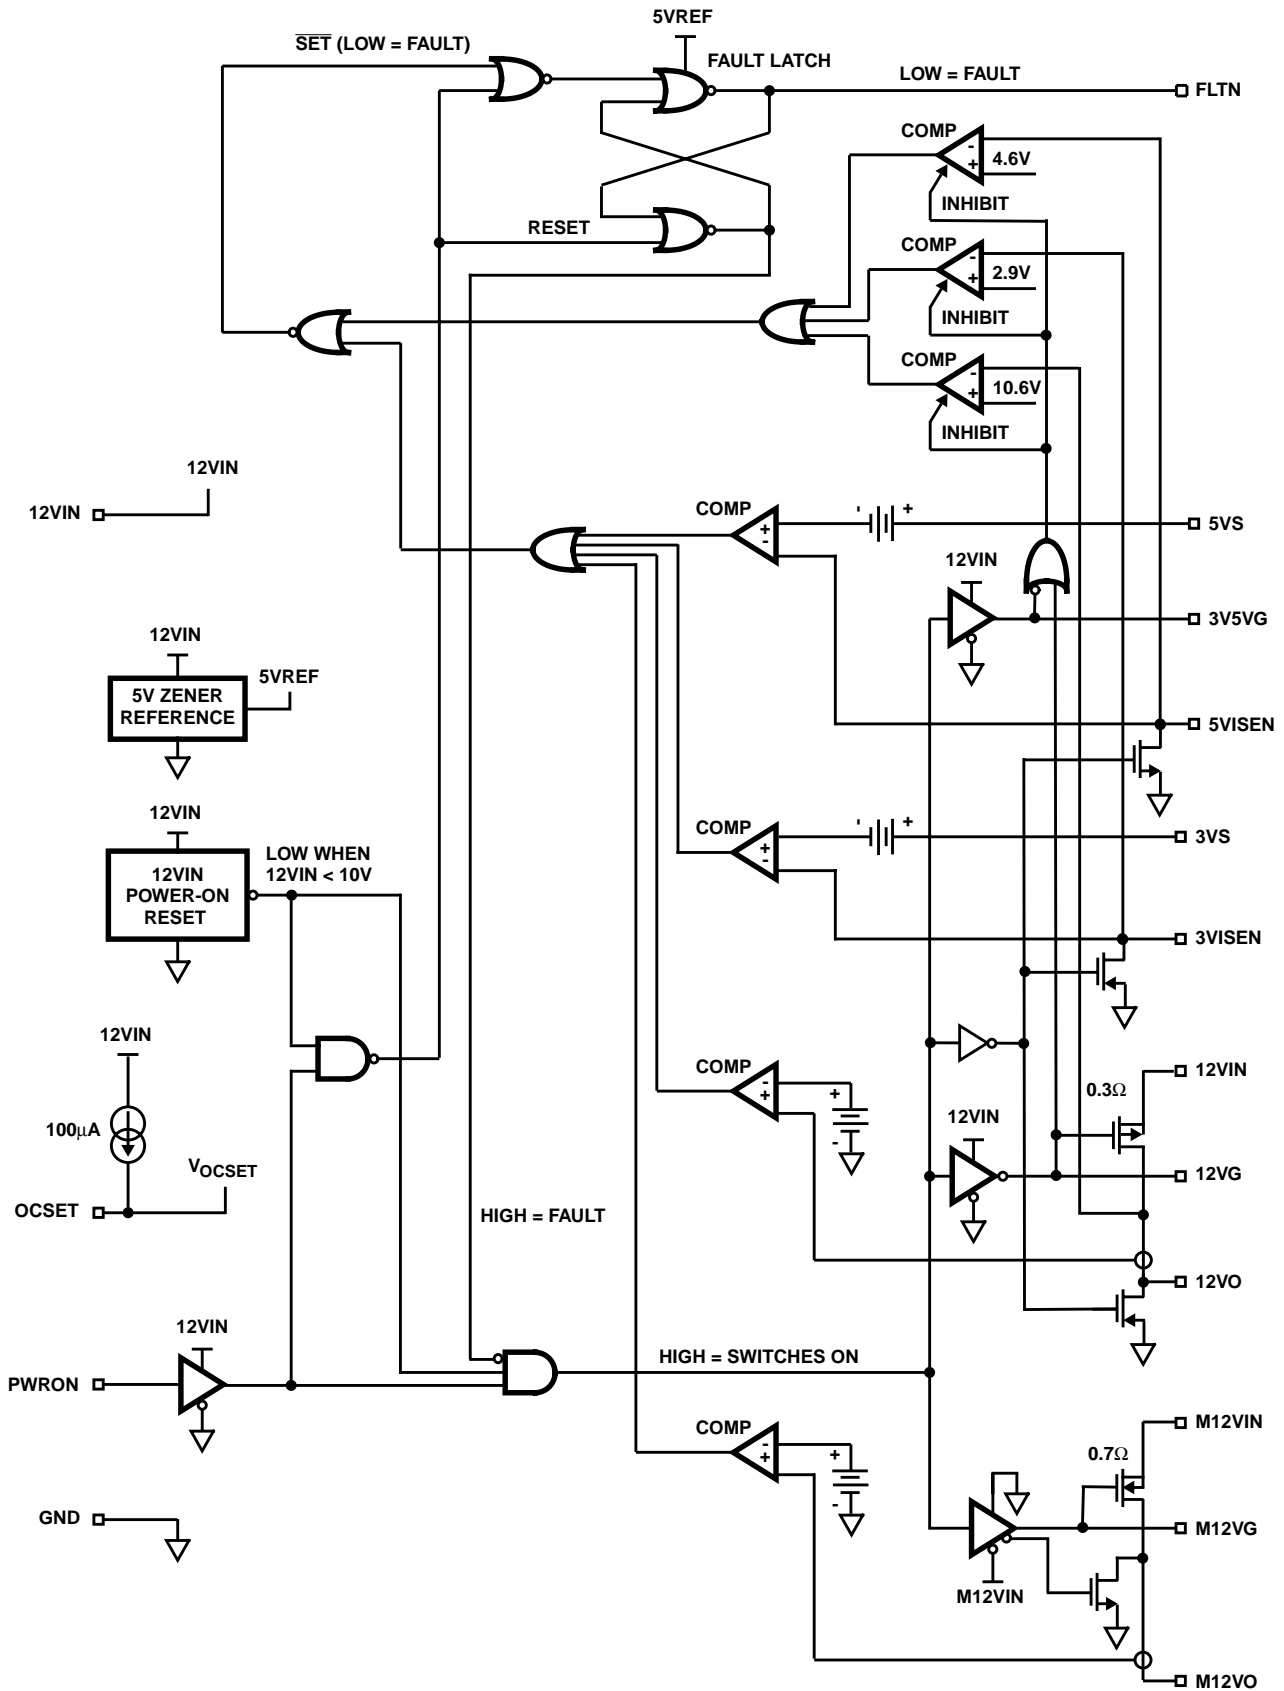 5VREF
SET (LOW = FAULT)
FAULT LATCH
LOW = FAULT
FLTN
COMP
-
+
4.6V
INHIBIT
RESET
COMP
-
+
2.9V
INHIBIT
COMP
-
+
10.6V
INHIBIT
12VIN
12VIN
COMP
+
-
- +
5VS
12VIN
3V5VG
12VIN
5VREF
5V ZENER
REFERENCE
5VISEN
12VIN
LOW WHEN
12VIN < 10V
12VIN
POWER-ON
RESET
COMP
+
-
- +
3VS
3VISEN
12VIN
100µA
VOCSET
OCSET
COMP
-
+
+
-
12VIN
0.3Ω
12VIN
12VG
HIGH = FAULT
12VO
12VIN
PWRON
HIGH = SWITCHES ON
COMP
-
+
+
-
M12VIN
0.7Ω
GND
M12VG
M12VIN
M12VO